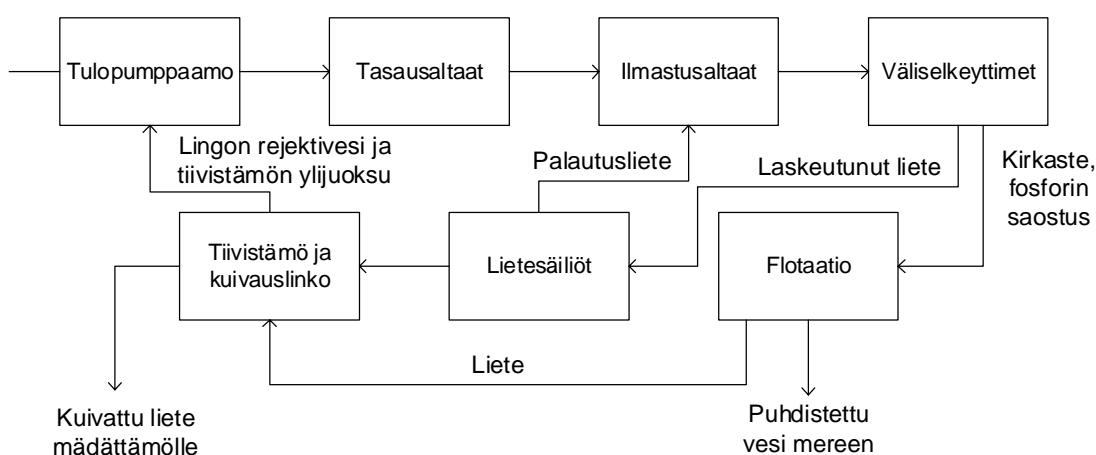 Tulopumppaamo
Tasausaltaat
Ilmastusaltaat
Väliselkeyttimet
Lingon rejektivesi ja
tiivistämön ylijuoksu
Palautusliete
Laskeutunut liete
Kirkaste,
fosforin
saostus
Tiivistämö ja
kuivauslinko
Lietesäiliöt
Flotaatio
Liete
Kuivattu liete
mädättämölle
Puhdistettu
vesi mereen